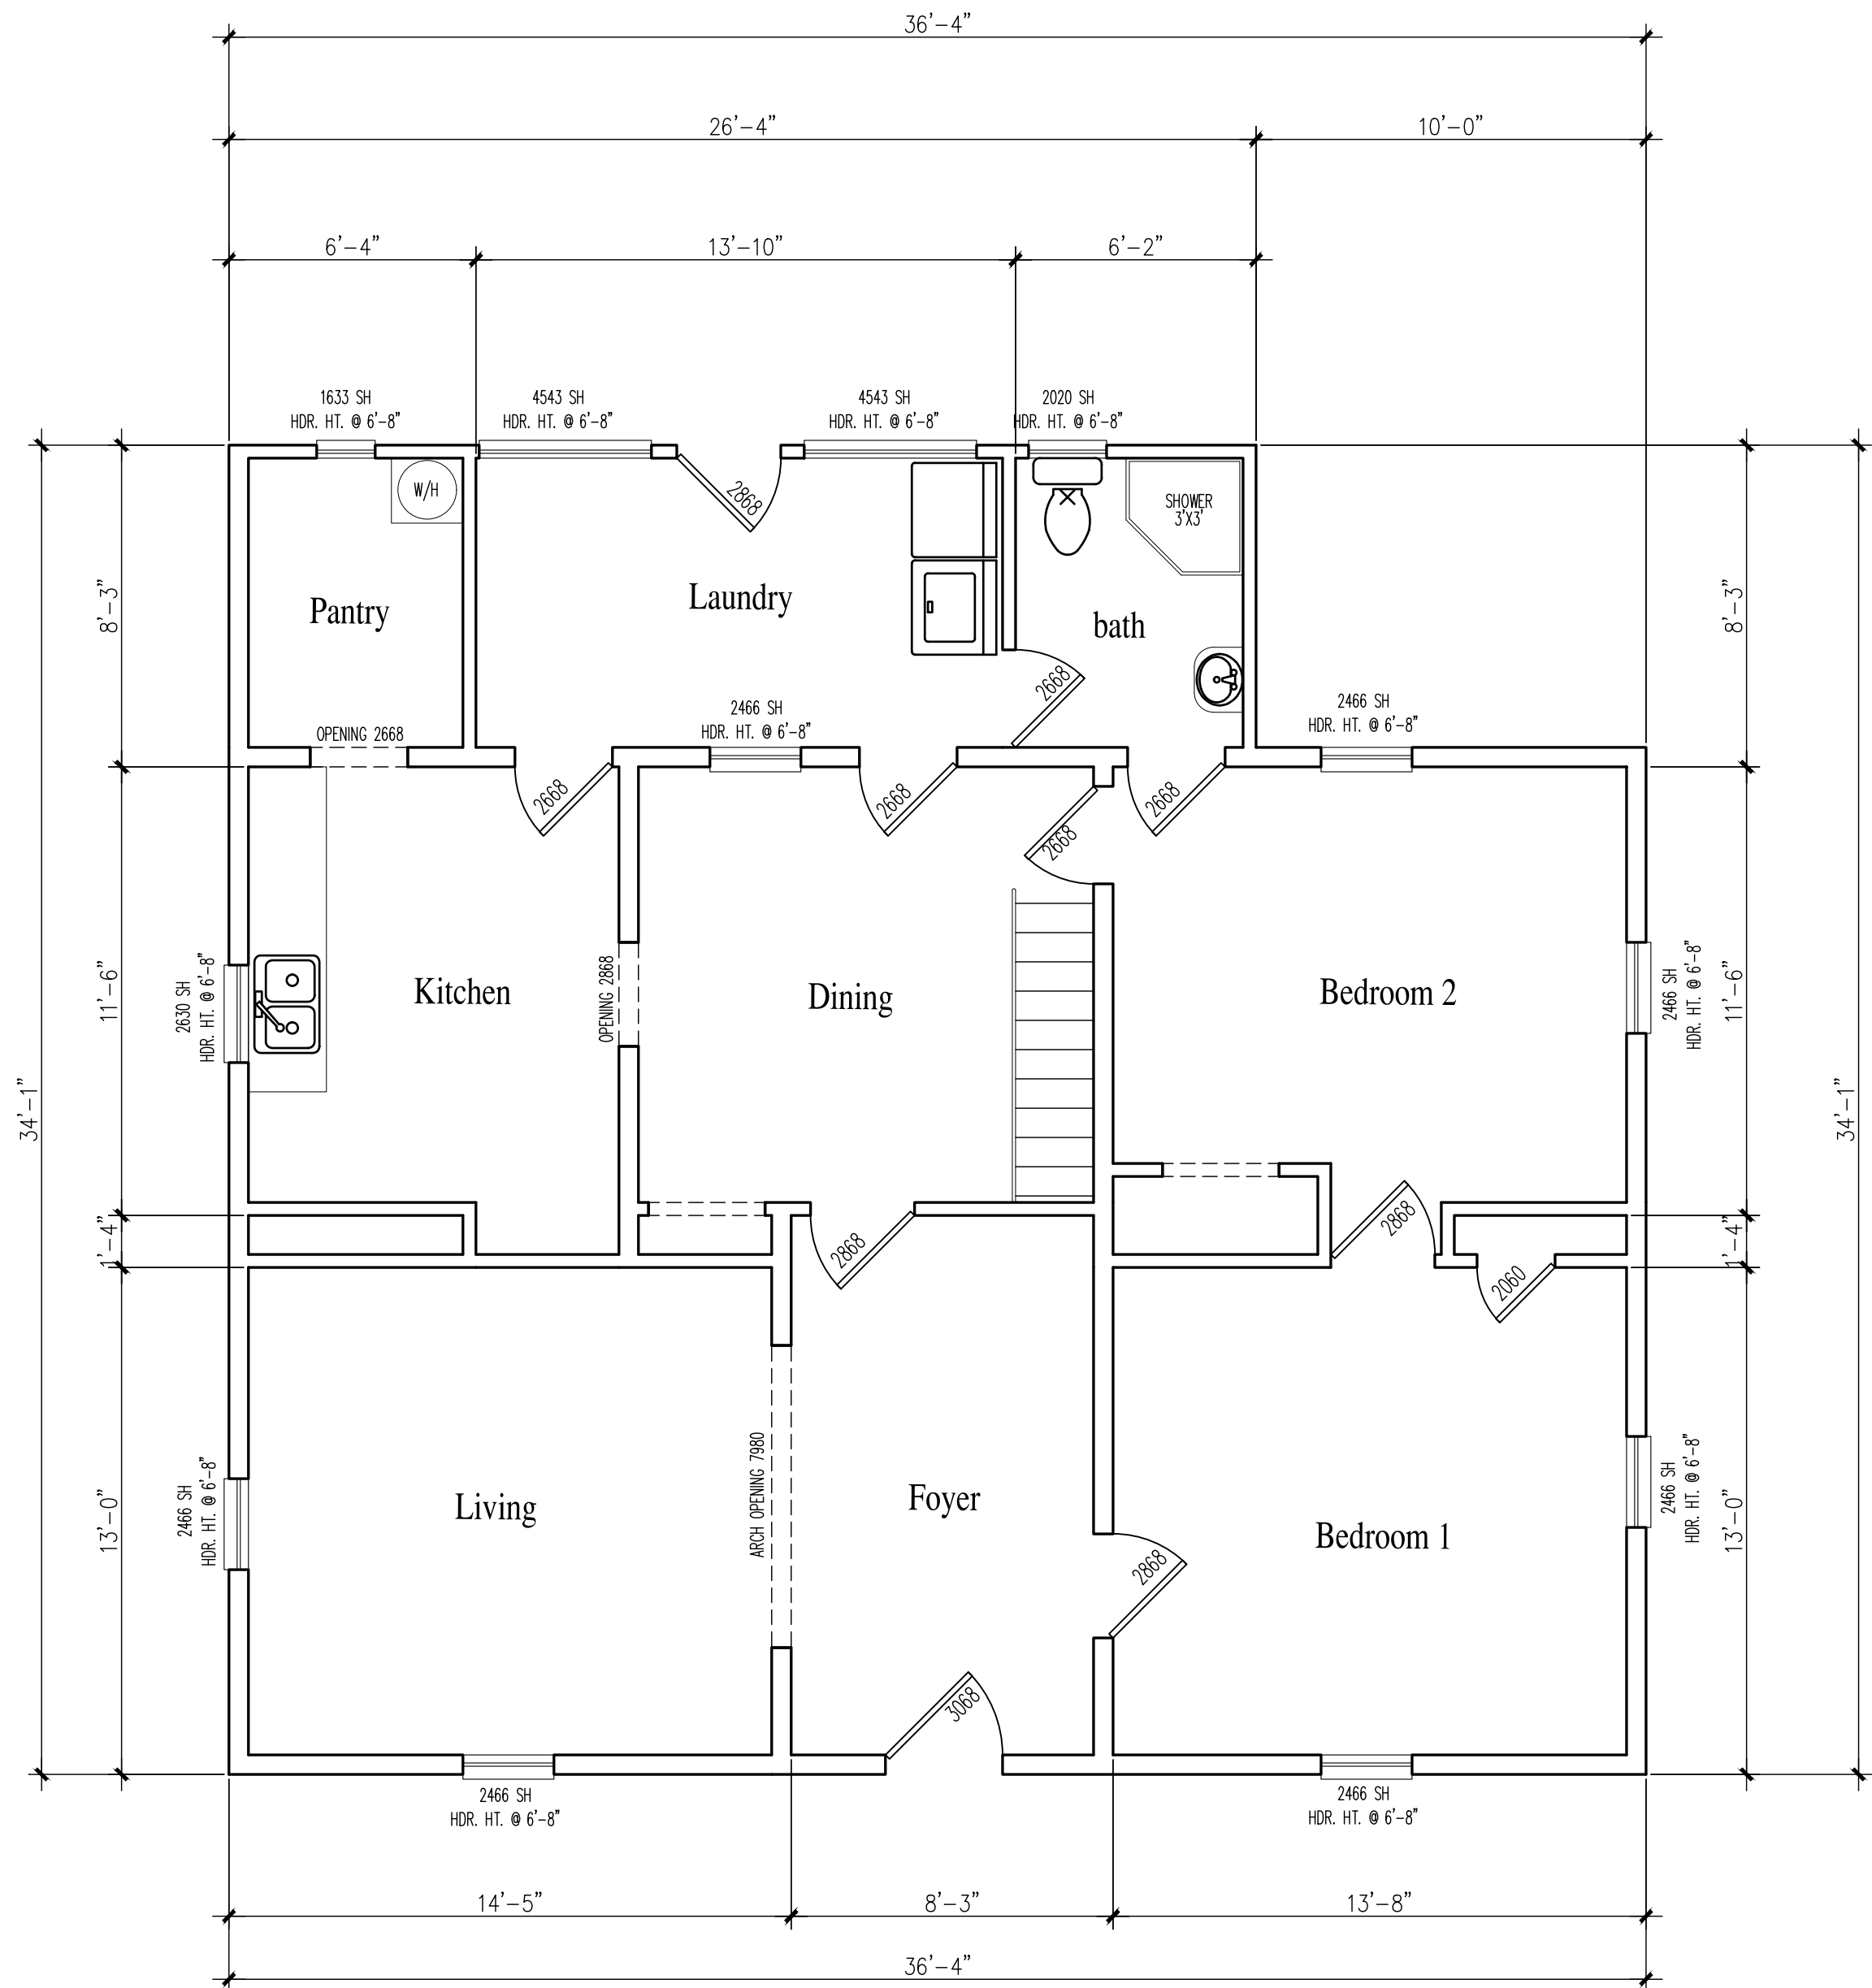 36'-4"
26'-4"
10'-0"
6'-4"
13'-10"
6'-2"
1633 SH
HDR. HT. @ 6'-8"
4543 SH
HDR. HT. @ 6'-8"
4543 SH
HDR. HT. @ 6'-8"
2020 SH
HDR. HT. @ 6'-8"
W/H
2868
SHOWER
3'X3'
8'-3"
Pantry
Laundry
bath
8'-3"
2668
2466 SH
HDR. HT. @ 6'-8"
2466 SH
HDR. HT. @ 6'-8"
OPENING 2668
2668
2668
2668
2668
34'-1"
11'-6"
2630 SH
HDR. HT. @ 6'-8"
Kitchen
OPENING 2868
Dining
Bedroom 2
2466 SH
HDR. HT. @ 6'-8"
11'-6"
34'-1"
1'-4"
2868
2868
2060
1'-4"
13'-0"
2466 SH
HDR. HT. @ 6'-8"
Living
ARCH OPENING 7980
Foyer
Bedroom 1
2868
2466 SH
HDR. HT. @ 6'-8"
13'-0"
3068
2466 SH
HDR. HT. @ 6'-8"
2466 SH
HDR. HT. @ 6'-8"
14'-5"
8'-3"
13'-8"
36'-4"